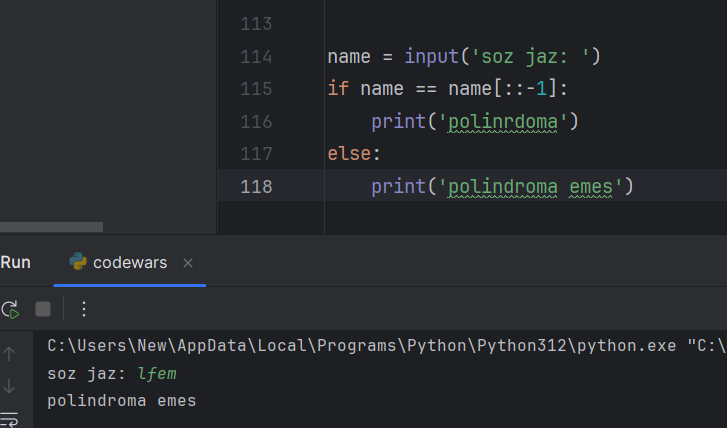 113
114 name = input('soz jaz: ')
115 if name == name[::-1]:
116     print('polinrdoma')
117 else:
118     print('polindroma emes')
Run codewars ×
C:\Users\New\AppData\Local\Programs\Python\Python312\python.exe "C:\
soz jaz: lfem
polindroma emes